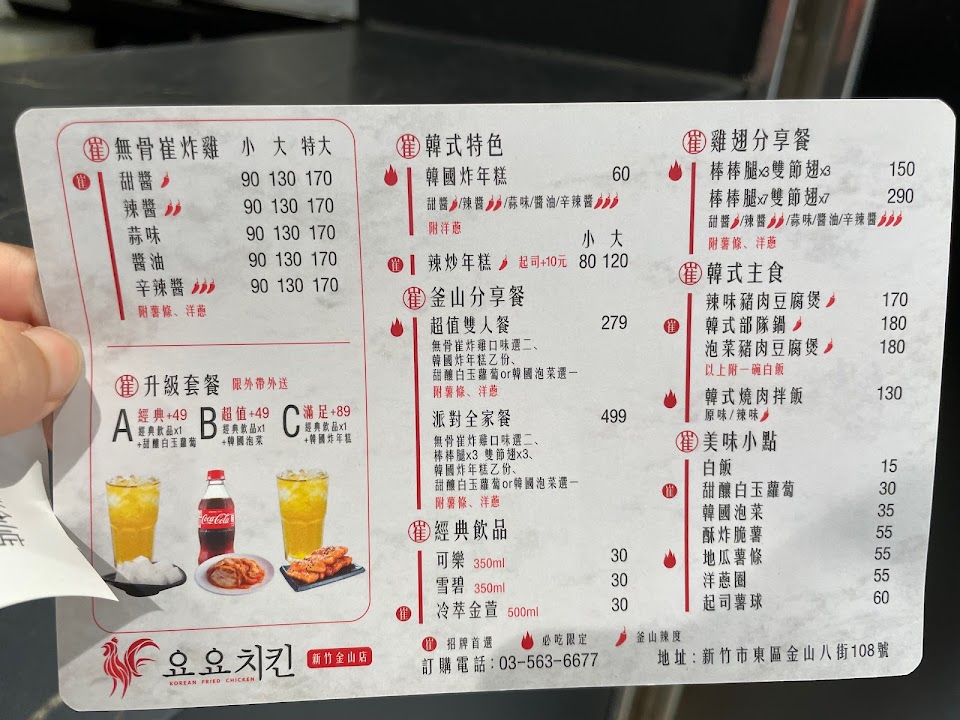 崔 無骨崔炸雞 小 大 特大
崔 甜醬 90 130 170
辣醬 90 130 170
蒜味 90 130 170
醬油 90 130 170
辛辣醬 90 130 170
附薯條、洋蔥
崔 升級套餐 限外帶外送
A 經典+49
經典飲品x1
+甜釀白玉蘿蔔
B 超值+49
經典飲品x1
+韓國泡菜
C 滿足+89
經典飲品x1
+韓國炸年糕
Coca-Cola
요요치킨 新竹金山店
KOREAN FRIED CHICKEN
崔 韓式特色
韓國炸年糕 60
甜醬/辣醬/蒜味/醬油/辛辣醬
附洋蔥
小 大
崔 辣炒年糕 起司+10元 80 120
崔 釜山分享餐
超值雙人餐 279
無骨崔炸雞口味選二、
韓國炸年糕乙份、
甜釀白玉蘿蔔or韓國泡菜選一
附薯條、洋蔥
派對全家餐 499
無骨崔炸雞口味選二、
棒棒腿x3 雙節翅x3、
韓國炸年糕乙份、
甜釀白玉蘿蔔or韓國泡菜選一
附薯條、洋蔥
崔 經典飲品
可樂 350ml 30
雪碧 350ml 30
崔 冷萃金萱 500ml 30
崔 招牌首選 必吃限定 釜山辣度
訂購電話:03-563-6677
崔 雞翅分享餐
棒棒腿x3雙節翅x3 150
棒棒腿x7雙節翅x7 290
甜醬/辣醬/蒜味/醬油/辛辣醬
附薯條、洋蔥
崔 韓式主食
辣味豬肉豆腐煲 170
崔 韓式部隊鍋 180
泡菜豬肉豆腐煲 180
以上附一碗白飯
韓式燒肉拌飯 130
原味/辣味
崔 美味小點
白飯 15
崔 甜釀白玉蘿蔔 30
韓國泡菜 35
酥炸脆薯 55
地瓜薯條 55
洋蔥圈 55
起司薯球 60
地址:新竹市東區金山八街108號